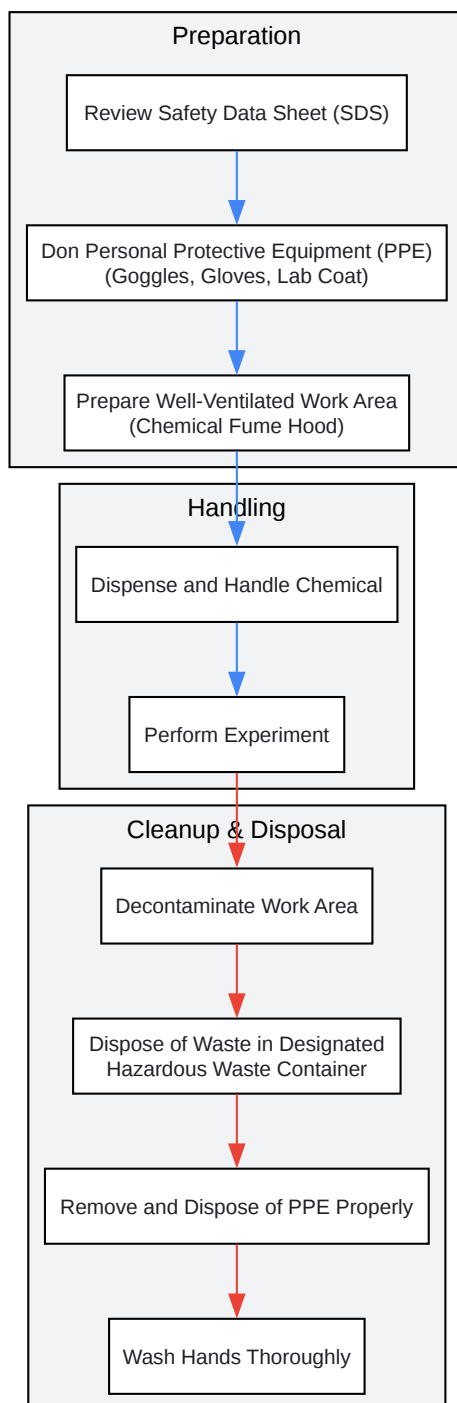 Preparation
Review Safety Data Sheet (SDS)
Don Personal Protective Equipment (PPE)
(Goggles, Gloves, Lab Coat)
Prepare Well-Ventilated Work Area
(Chemical Fume Hood)
Handling
Dispense and Handle Chemical
Perform Experiment
Cleanup & Disposal
Decontaminate Work Area
Dispose of Waste in Designated
Hazardous Waste Container
Remove and Dispose of PPE Properly
Wash Hands Thoroughly